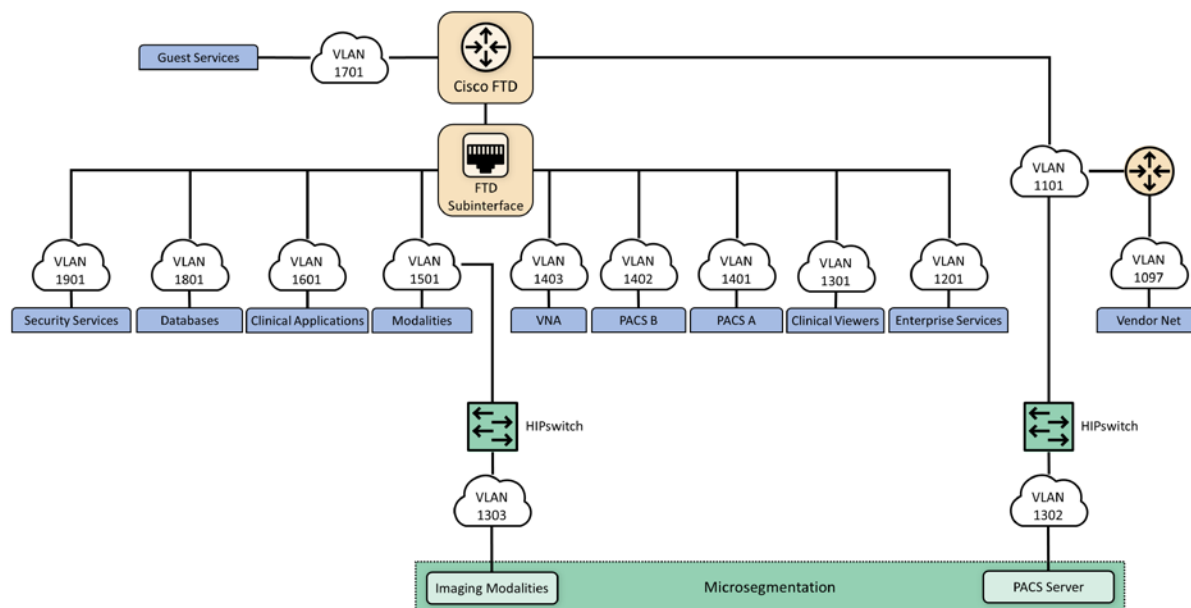 Guest Services
VLAN
1701
Cisco FTD
FTD
Subinterface
VLAN
1101
VLAN
1901
VLAN
1801
VLAN
1601
VLAN
1501
VLAN
1403
VLAN
1402
VLAN
1401
VLAN
1301
VLAN
1201
VLAN
1097
Security Services
Databases
Clinical Applications
Modalities
VNA
PACS B
PACS A
Clinical Viewers
Enterprise Services
Vendor Net
HIPswitch
HIPswitch
VLAN
1303
VLAN
1302
Imaging Modalities
Microsegmentation
PACS Server